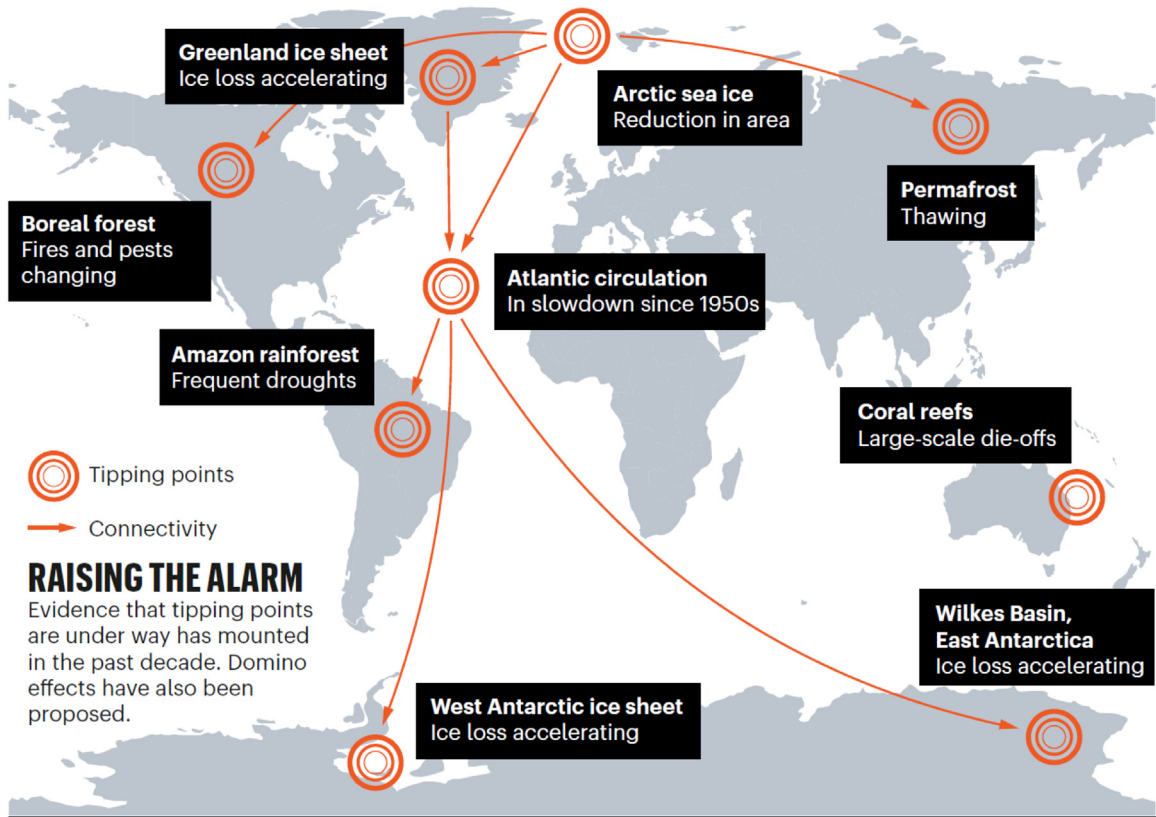 Greenland ice sheet
Ice loss accelerating
Arctic sea ice
Reduction in area
Permafrost
Thawing
Boreal forest
Fires and pests
changing
Atlantic circulation
In slowdown since 1950s
Amazon rainforest
Frequent droughts
Coral reefs
Large-scale die-offs
Tipping points
Connectivity
RAISING THE ALARM
Evidence that tipping points
are under way has mounted
in the past decade. Domino
effects have also been
proposed.
Wilkes Basin,
East Antarctica
Ice loss accelerating
West Antarctic ice sheet
Ice loss accelerating